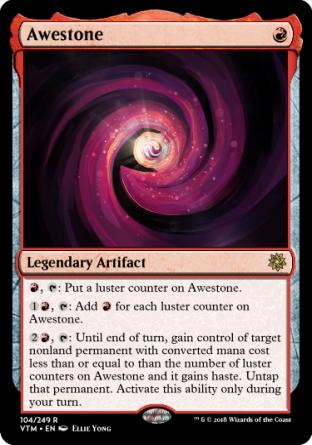 Awestone
Legendary Artifact
R, T: Put a luster counter on Awestone.
1R, T: Add R for each luster counter on
Awestone.
2R, T: Until end of turn, gain control of target
nonland permanent with converted mana cost
less than or equal to than the number of luster
counters on Awestone and it gains haste. Untap
that permanent. Activate this ability only during
your turn.
104/249 R
VTM • EN Ellie Yong
™ & © 2018 Wizards of the Coast